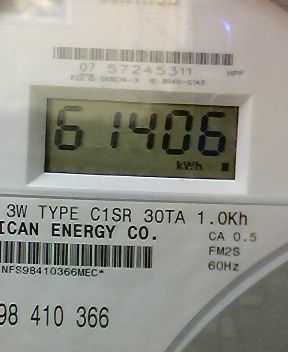 07 57245311 HPP
61406
kWh
3W TYPE C1SR 30TA 1.0Kh
ICAN ENERGY CO.
CA 0.5
FM2S
60Hz
NFS98410366MEC*
98 410 366